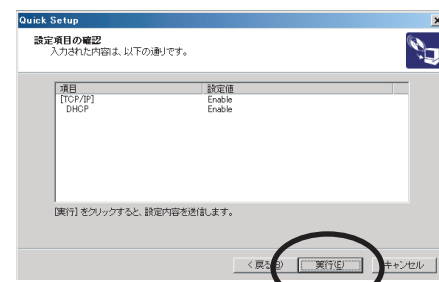 Quick Setup
設定項目の確認
入力された内容は、以下の通りです。
項目 設定値
[TCP/IP] Enable
DHCP Enable
[実行]をクリックすると、設定内容を送信します。
< 戻る(B) 実行(E) キャンセル